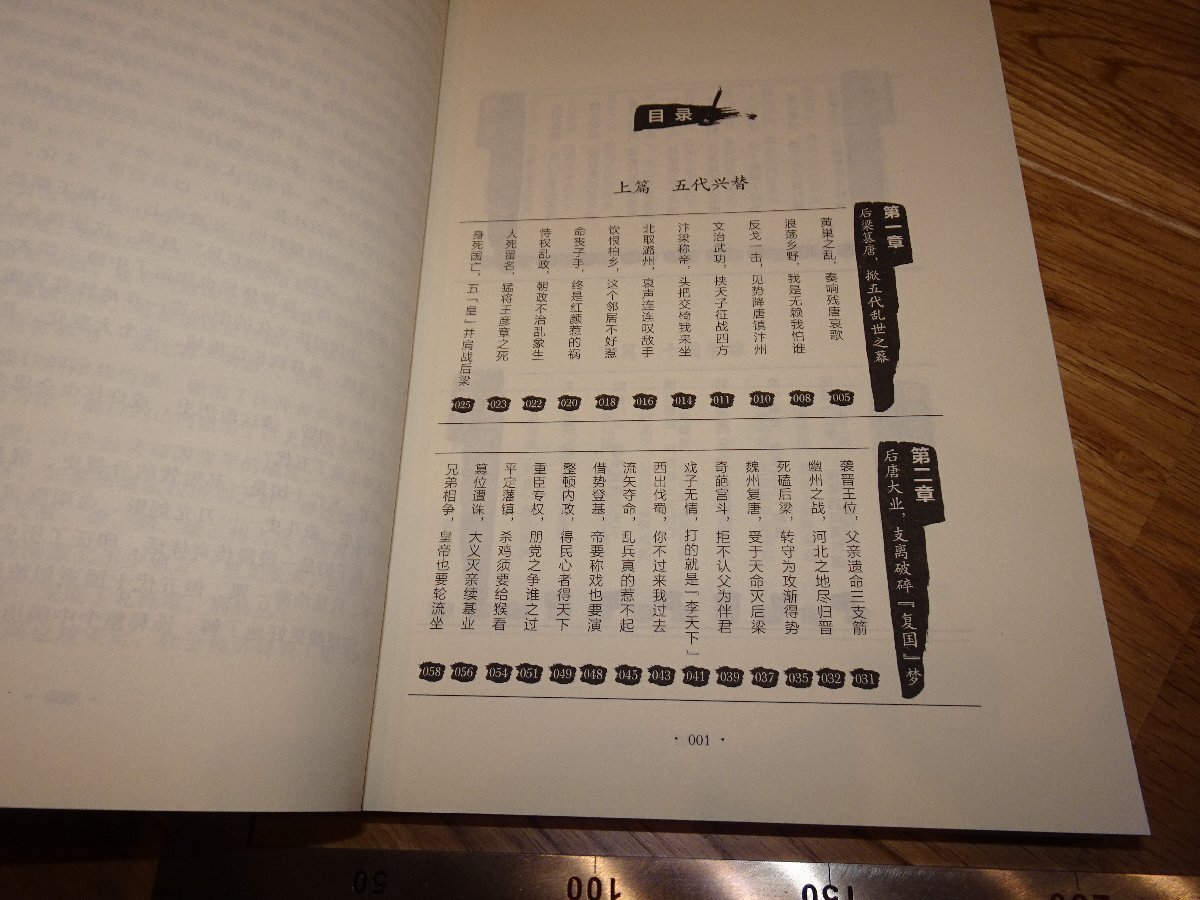 目录
上篇 五代兴替
第一章
后梁篡唐，掀五代乱世之幕
黄巢之乱，奏响残唐哀歌 005
浪荡乡野，我是无赖我怕谁 008
反戈一击，见势降唐镇汴州 010
文治武功，挟天子征战四方 011
汴梁称帝，头把交椅我来坐 014
北取潞州，哀声连连叹敌手 016
饮恨柏乡，这个邻居不好惹 018
命丧子手，终是红颜惹的祸 020
恃权乱政，朝政不治乱象生 022
人死留名，猛将王彦章之死 023
身死国亡，五“皇”并肩战后梁 025
第二章
后唐大业，支离破碎『复国』梦
袭晋王位，父亲遗命三支箭 031
幽州之战，河北之地尽归晋 032
死磕后梁，转守为攻渐得势 035
魏州复唐，受于天命灭后梁 037
奇葩宫斗，拒不认父为伴君 039
戏子无情，打的就是“李天下” 041
西出伐蜀，你不过来我过去 043
流矢夺命，乱兵真的惹不起 045
借势登基，帝要称戏也要演 048
整顿内政，得民心者得天下 049
重臣专权，朋党之争谁之过 051
平定藩镇，杀鸡须要给猴看 054
篡位遭诛，大义灭亲续基业 056
兄弟相争，皇帝也要轮流坐 058
· 001 ·
50 100 150 200